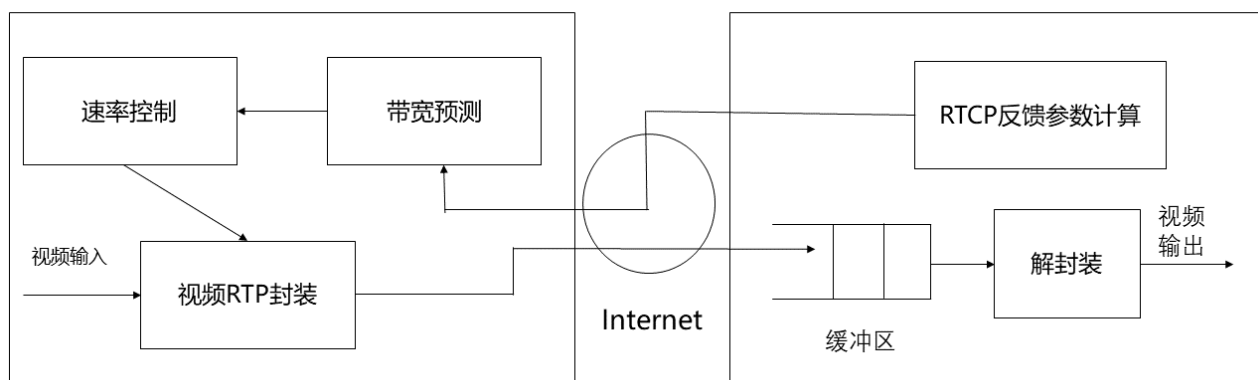 速率控制
带宽预测
RTCP反馈参数计算
视频输入
视频RTP封装
Internet
缓冲区
解封装
视频
输出